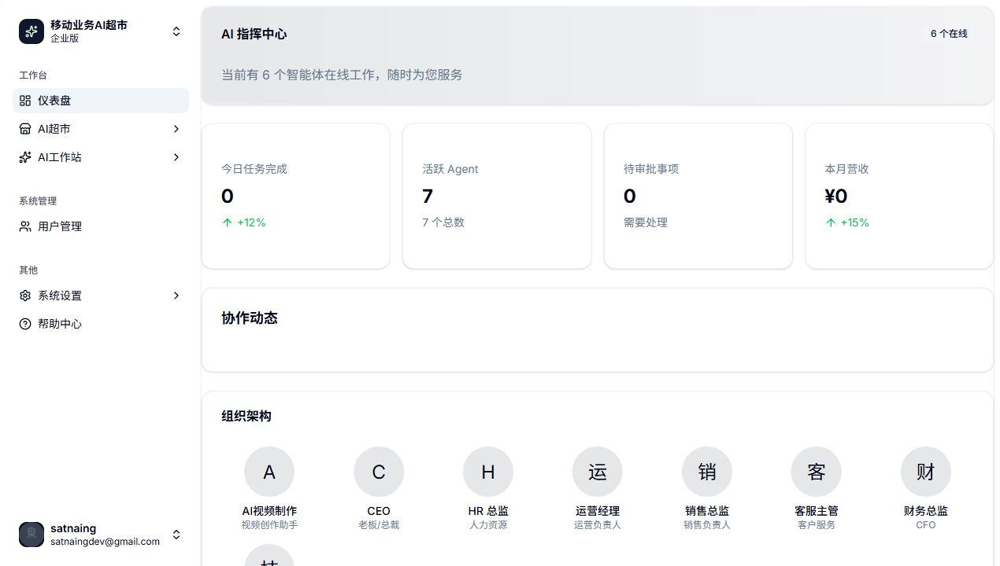 移动业务AI超市
企业版
工作台
仪表盘
AI超市
AI工作站
系统管理
用户管理
其他
系统设置
帮助中心
satnaing
satnaingdev@gmail.com
AI 指挥中心
6 个在线
当前有 6 个智能体在线工作，随时为您服务
今日任务完成
0
+12%
活跃 Agent
7
7 个总数
待审批事项
0
需要处理
本月营收
¥0
+15%
协作动态
组织架构
A
AI视频制作
视频创作助手
C
CEO
老板/总裁
H
HR 总监
人力资源
运
运营经理
运营负责人
销
销售总监
销售负责人
客
客服主管
客户服务
财
财务总监
CFO